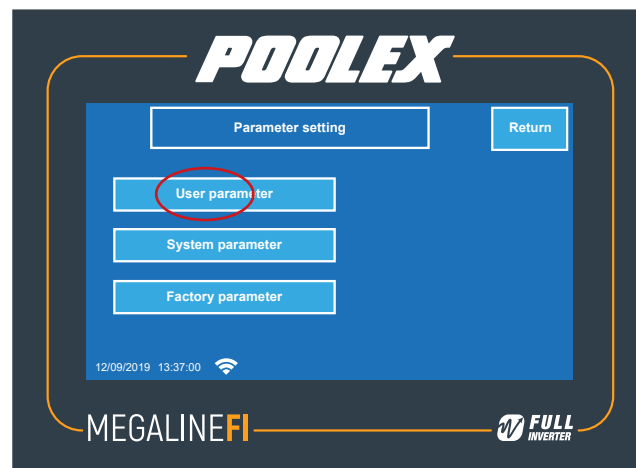 POOLEX
Parameter setting
Return
User parameter
System parameter
Factory parameter
12/09/2019 13:37:00
MEGALINEFI
FULL
INVERTER